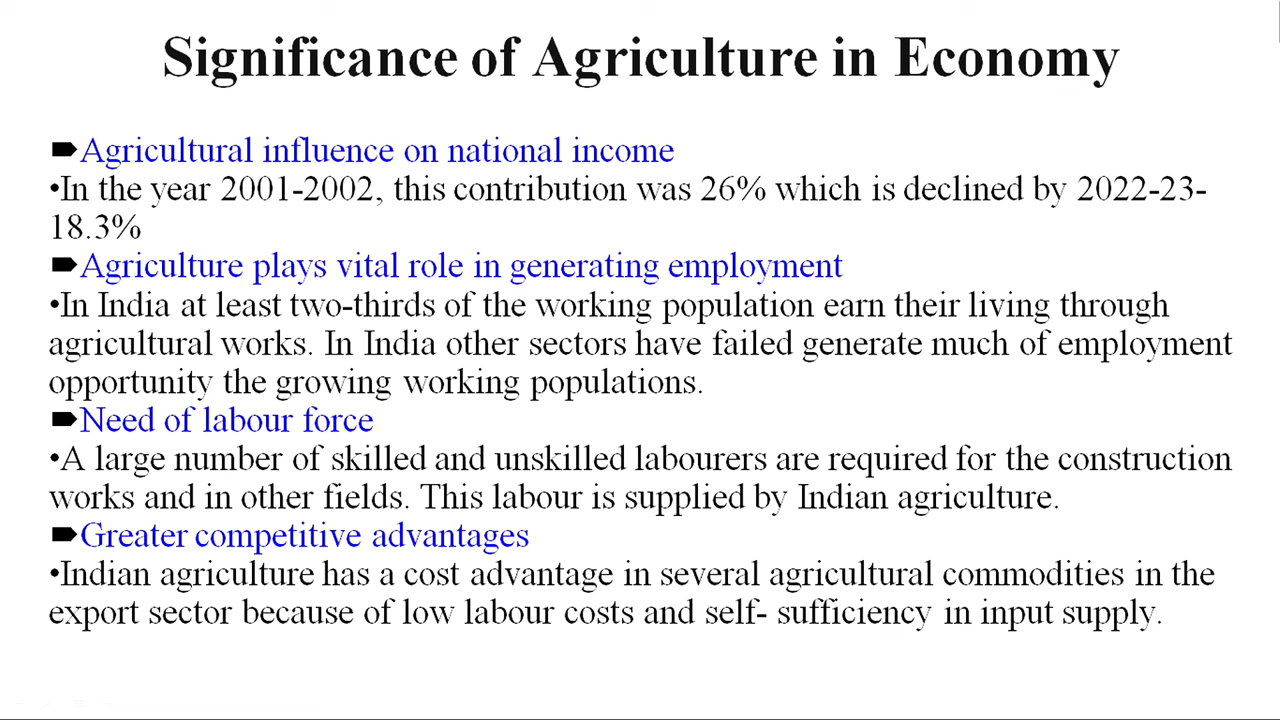 Significance of Agriculture in Economy
Agricultural influence on national income
•In the year 2001-2002, this contribution was 26% which is declined by 2022-23-
18.3%
Agriculture plays vital role in generating employment
•In India at least two-thirds of the working population earn their living through
agricultural works. In India other sectors have failed generate much of employment
opportunity the growing working populations.
Need of labour force
•A large number of skilled and unskilled labourers are required for the construction
works and in other fields. This labour is supplied by Indian agriculture.
Greater competitive advantages
•Indian agriculture has a cost advantage in several agricultural commodities in the
export sector because of low labour costs and self- sufficiency in input supply.